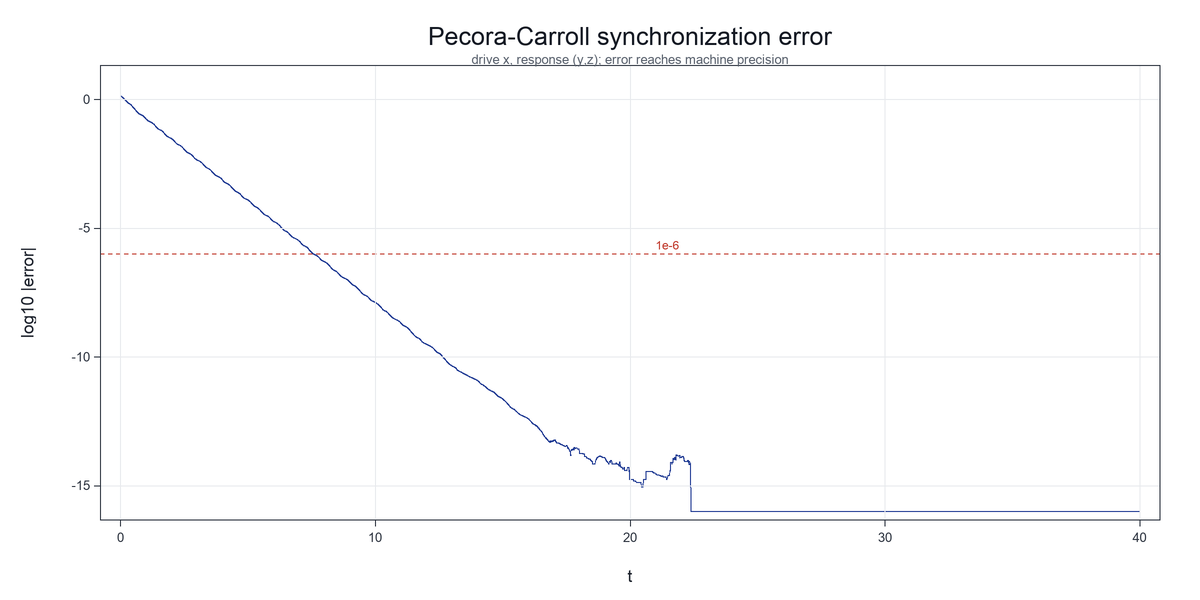 Pecora-Carroll synchronization error
drive x, response (y,z); error reaches machine precision
0
-5
-10
-15
1e-6
0
10
20
30
40
t
log10 |error|